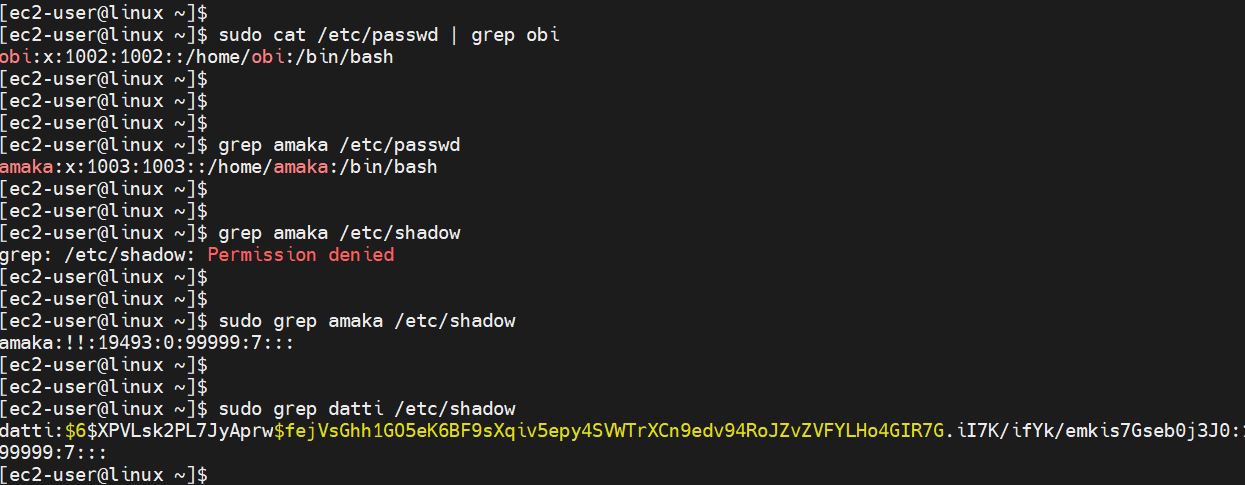 [ec2-user@linux ~]$
[ec2-user@linux ~]$ sudo cat /etc/passwd | grep obi
obi:x:1002:1002::/home/obi:/bin/bash
[ec2-user@linux ~]$
[ec2-user@linux ~]$
[ec2-user@linux ~]$
[ec2-user@linux ~]$ grep amaka /etc/passwd
amaka:x:1003:1003::/home/amaka:/bin/bash
[ec2-user@linux ~]$
[ec2-user@linux ~]$
[ec2-user@linux ~]$ grep amaka /etc/shadow
grep: /etc/shadow: Permission denied
[ec2-user@linux ~]$
[ec2-user@linux ~]$
[ec2-user@linux ~]$ sudo grep amaka /etc/shadow
amaka:!!:19493:0:99999:7:::
[ec2-user@linux ~]$
[ec2-user@linux ~]$
[ec2-user@linux ~]$ sudo grep datti /etc/shadow
datti:$6$XPVLsk2PL7JyAprw$fejVsGhh1GO5eK6BF9sXqiv5epy4SVWTrXCn9edv94RoJZvZVFYLHo4GIR7G.iI7K/ifYk/emkis7Gseb0j3J0:
99999:7:::
[ec2-user@linux ~]$